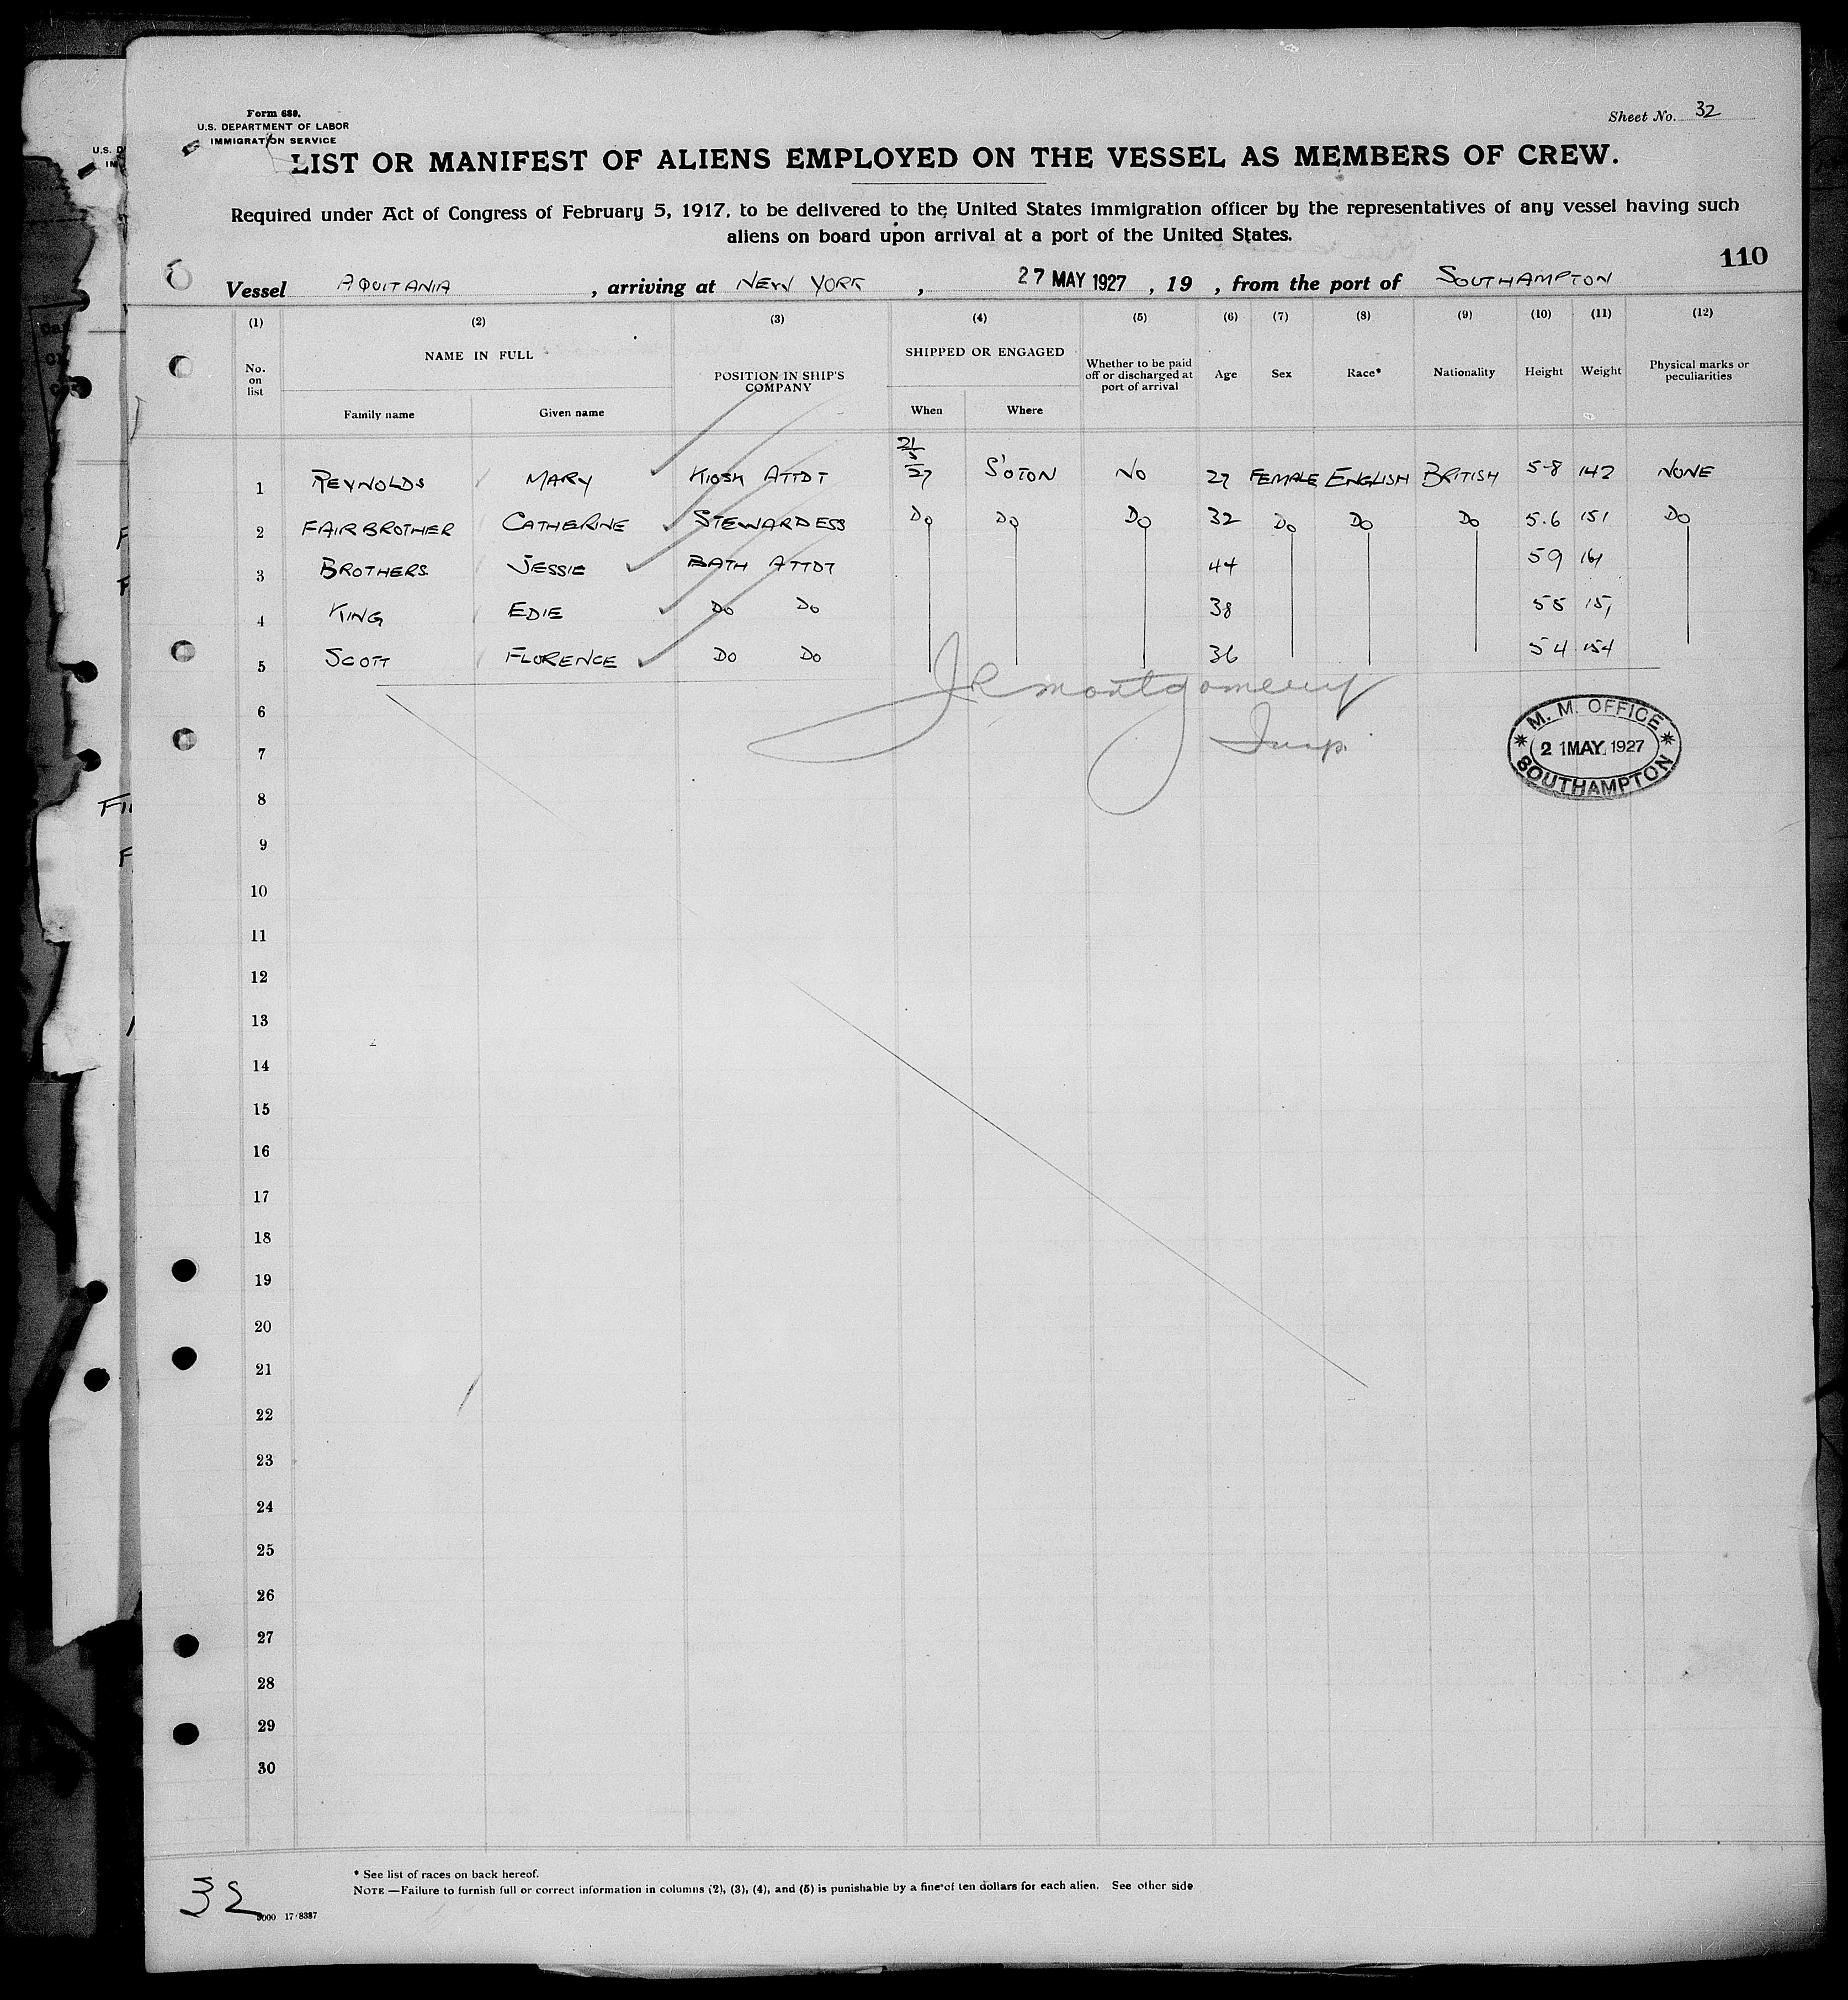 Form 680.
U.S. DEPARTMENT OF LABOR
IMMIGRATION SERVICE
Sheet No. 32
LIST OR MANIFEST OF ALIENS EMPLOYED ON THE VESSEL AS MEMBERS OF CREW.
Required under Act of Congress of February 5, 1917, to be delivered to the United States immigration officer by the representatives of any vessel having such
aliens on board upon arrival at a port of the United States.
110
Vessel AQUITANIA , arriving at NEW YORK , 27 MAY 1927 , 19 , from the port of SOUTHAMPTON
(1) (2) (3) (4) (5) (6) (7) (8) (9) (10) (11) (12)
No. on list NAME IN FULL Family name Given name POSITION IN SHIP'S COMPANY SHIPPED OR ENGAGED When Where Whether to be paid off or discharged at port of arrival Age Sex Race* Nationality Height Weight Physical marks or peculiarities
1 REYNOLDS MARY KIOSK ATTDT 21/5/27 S'OTON NO 27 FEMALE ENGLISH BRITISH 5-8 142 NONE
2 FAIRBROTHER CATHERINE STEWARDESS Do Do Do 32 Do Do Do 5.6 151 Do
3 BROTHERS JESSIE BATH ATTDT 44 5 9 161
4 KING EDIE Do Do 38 5 5 151
5 SCOTT FLORENCE Do Do 36 5 4 154
JR Montgomery
Insp.
M. M. OFFICE
21 MAY. 1927
SOUTHAMPTON
6
7
8
9
10
11
12
13
14
15
16
17
18
19
20
21
22
23
24
25
26
27
28
29
30
* See list of races on back hereof.
NOTE.—Failure to furnish full or correct information in columns (2), (3), (4), and (5) is punishable by a fine of ten dollars for each alien. See other side
32
5000 17/8387